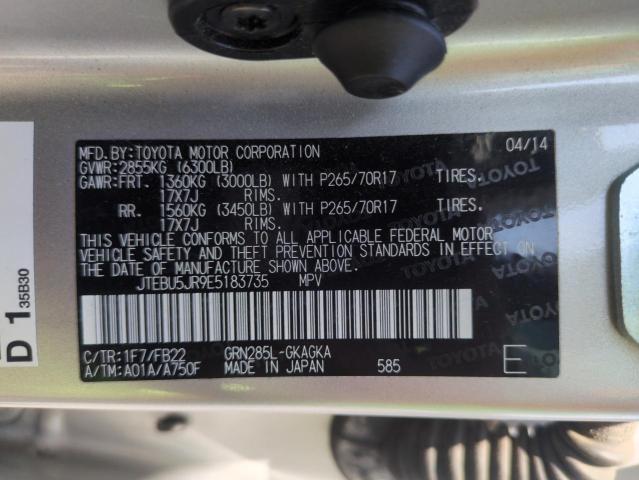 MFD.BY:TOYOTA MOTOR CORPORATION 04/14
GVWR:2855KG (6300LB)
GAWR:FRT. 1360KG (3000LB) WITH P265/70R17 TIRES.
17X7J RIMS.
RR. 1560KG (3450LB) WITH P265/70R17 TIRES.
17X7J RIMS.
THIS VEHICLE CONFORMS TO ALL APPLICABLE FEDERAL MOTOR
VEHICLE SAFETY AND THEFT PREVENTION STANDARDS IN EFFECT ON
THE DATE OF MANUFACTURE SHOWN ABOVE.
JTEBU5JR9E5183735 MPV
C/TR:1F7/FB22 GRN285L-GKAGKA
A/TM:A01A/A750F MADE IN JAPAN 585 E
D 1 35B30